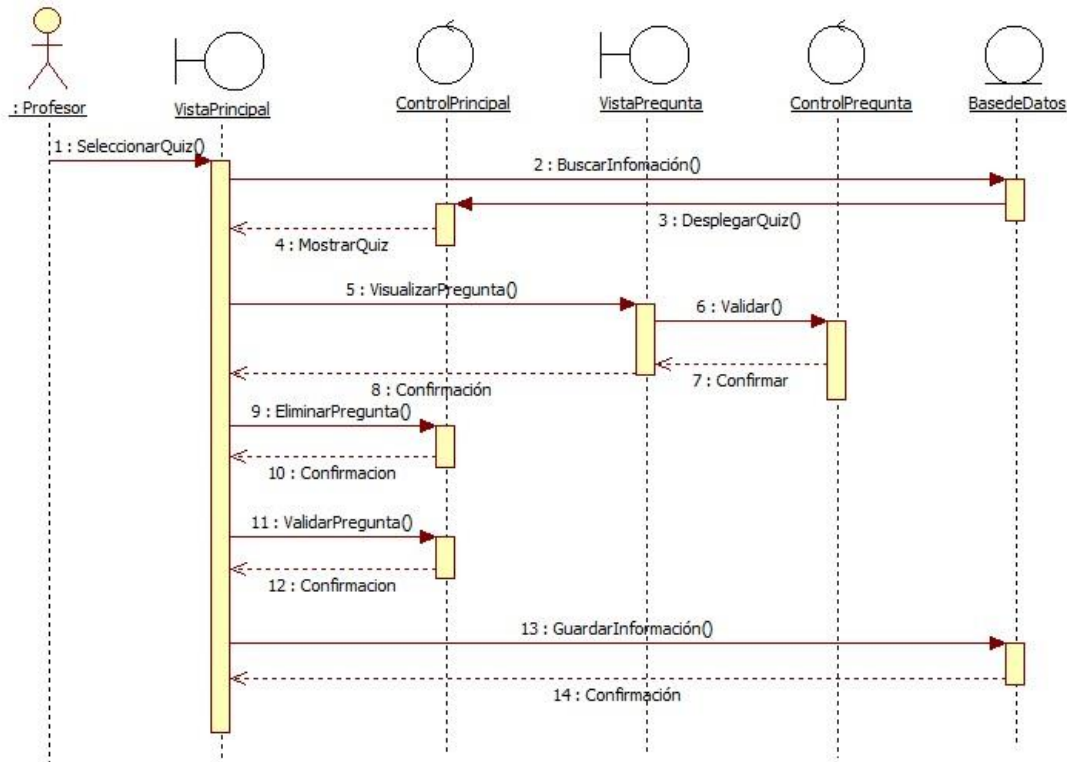 : Profesor
VistaPrincipal
ControlPrincipal
VistaPregunta
ControlPregunta
BasedeDatos
1 : SeleccionarQuiz()
2 : BuscarInfomación()
3 : DesplegarQuiz()
4 : MostrarQuiz
5 : VisualizarPregunta()
6 : Validar()
7 : Confirmar
8 : Confirmación
9 : EliminarPregunta()
10 : Confirmacion
11 : ValidarPregunta()
12 : Confirmacion
13 : GuardarInformación()
14 : Confirmación